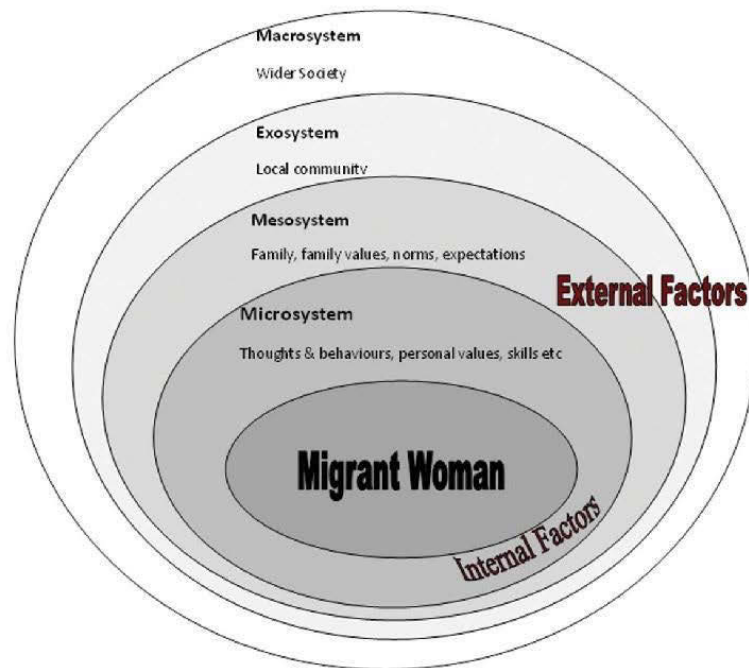 Macrosystem
Wider Society
Exosystem
Local community
Mesosystem
Family, family values, norms, expectations
External Factors
Microsystem
Thoughts & behaviours, personal values, skills etc
Migrant Woman
Internal Factors